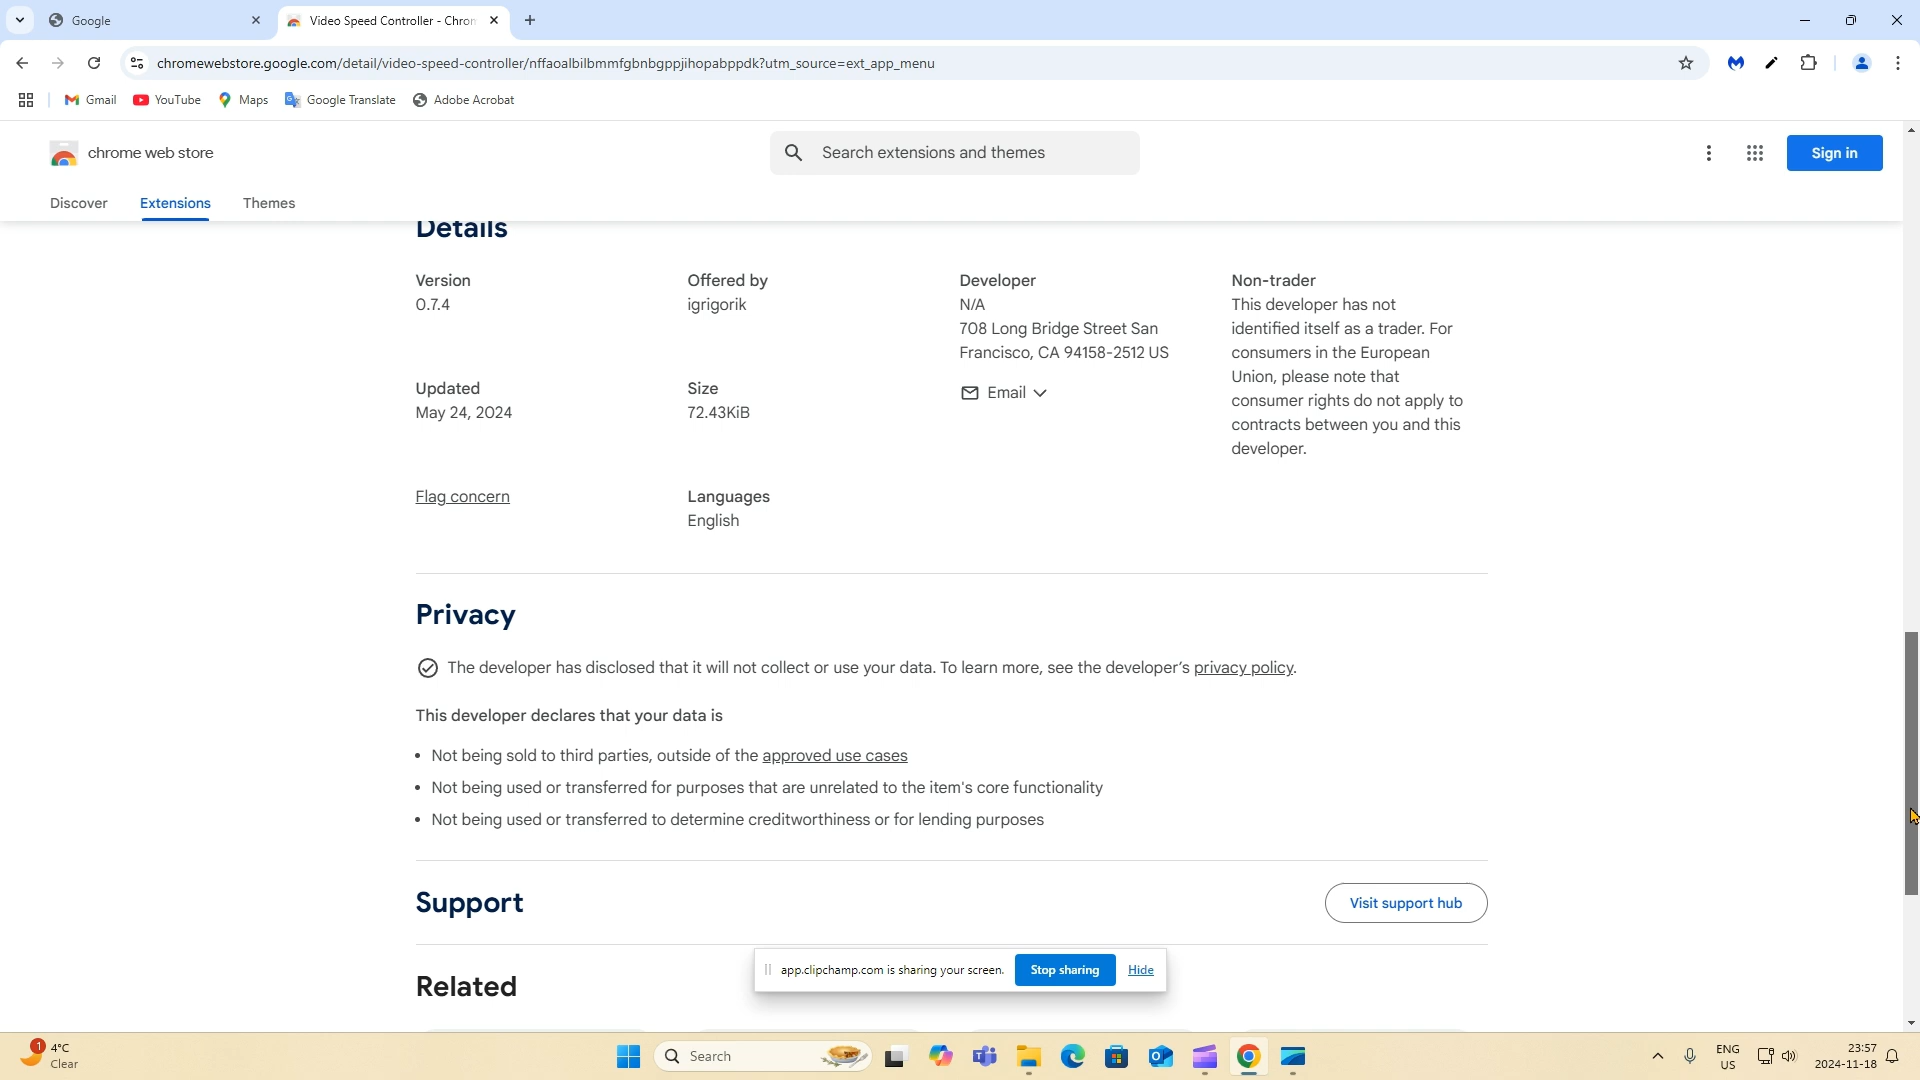 Google
Video Speed Controller - Chrom
chromewebstore.google.com/detail/video-speed-controller/nffaoalbilbmmfgbnbgppjihopabppdk?utm_source=ext_app_menu
Gmail
YouTube
Maps
Google Translate
Adobe Acrobat
chrome web store
Search extensions and themes
Sign in
Discover
Extensions
Themes
Details
Version
0.7.4
Offered by
igrigorik
Developer
N/A
708 Long Bridge Street San
Francisco, CA 94158-2512 US
Email
Non-trader
This developer has not
identified itself as a trader. For
consumers in the European
Union, please note that
consumer rights do not apply to
contracts between you and this
developer.
Updated
May 24, 2024
Size
72.43KiB
Flag concern
Languages
English
Privacy
The developer has disclosed that it will not collect or use your data. To learn more, see the developer's privacy policy.
This developer declares that your data is
• Not being sold to third parties, outside of the approved use cases
• Not being used or transferred for purposes that are unrelated to the item's core functionality
• Not being used or transferred to determine creditworthiness or for lending purposes
Support
Visit support hub
Related
app.clipchamp.com is sharing your screen.
Stop sharing
Hide
1
4°C
Clear
Search
ENG
US
23:57
2024-11-18